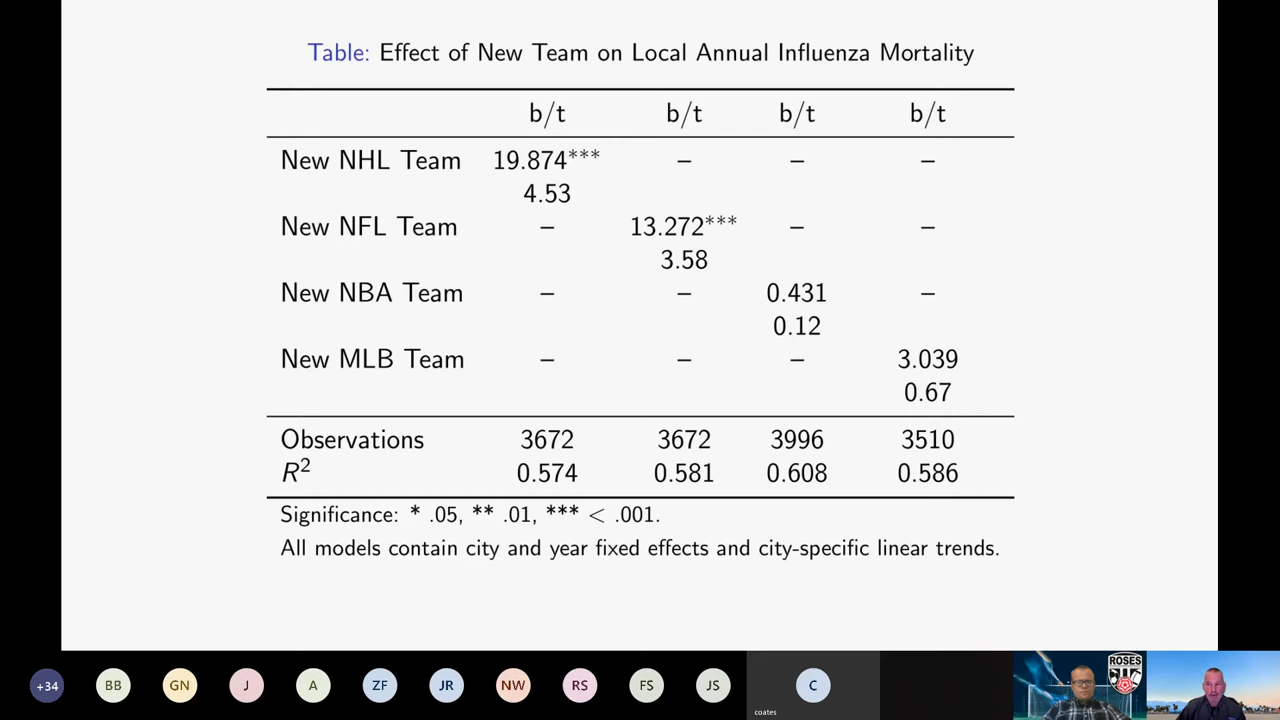 Table: Effect of New Team on Local Annual Influenza Mortality
b/t b/t b/t b/t
New NHL Team 19.874*** – – –
4.53
New NFL Team – 13.272*** – –
3.58
New NBA Team – – 0.431 –
0.12
New MLB Team – – – 3.039
0.67
Observations 3672 3672 3996 3510
R² 0.574 0.581 0.608 0.586
Significance: * .05, ** .01, *** < .001.
All models contain city and year fixed effects and city-specific linear trends.
+34 BB GN J A ZF JR NW RS FS JS C
coates
ROSES